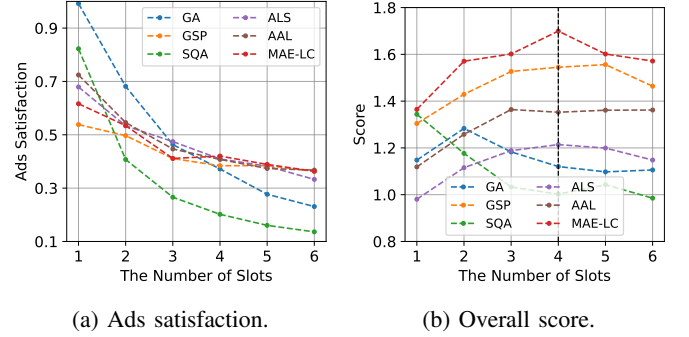 Ads Satisfaction
0.9
0.7
0.5
0.3
0.1
GA
GSP
SQA
ALS
AAL
MAE-LC
1 2 3 4 5 6
The Number of Slots
(a) Ads satisfaction.
Score
1.8
1.6
1.4
1.2
1.0
0.8
GA
GSP
SQA
ALS
AAL
MAE-LC
1 2 3 4 5 6
The Number of Slots
(b) Overall score.